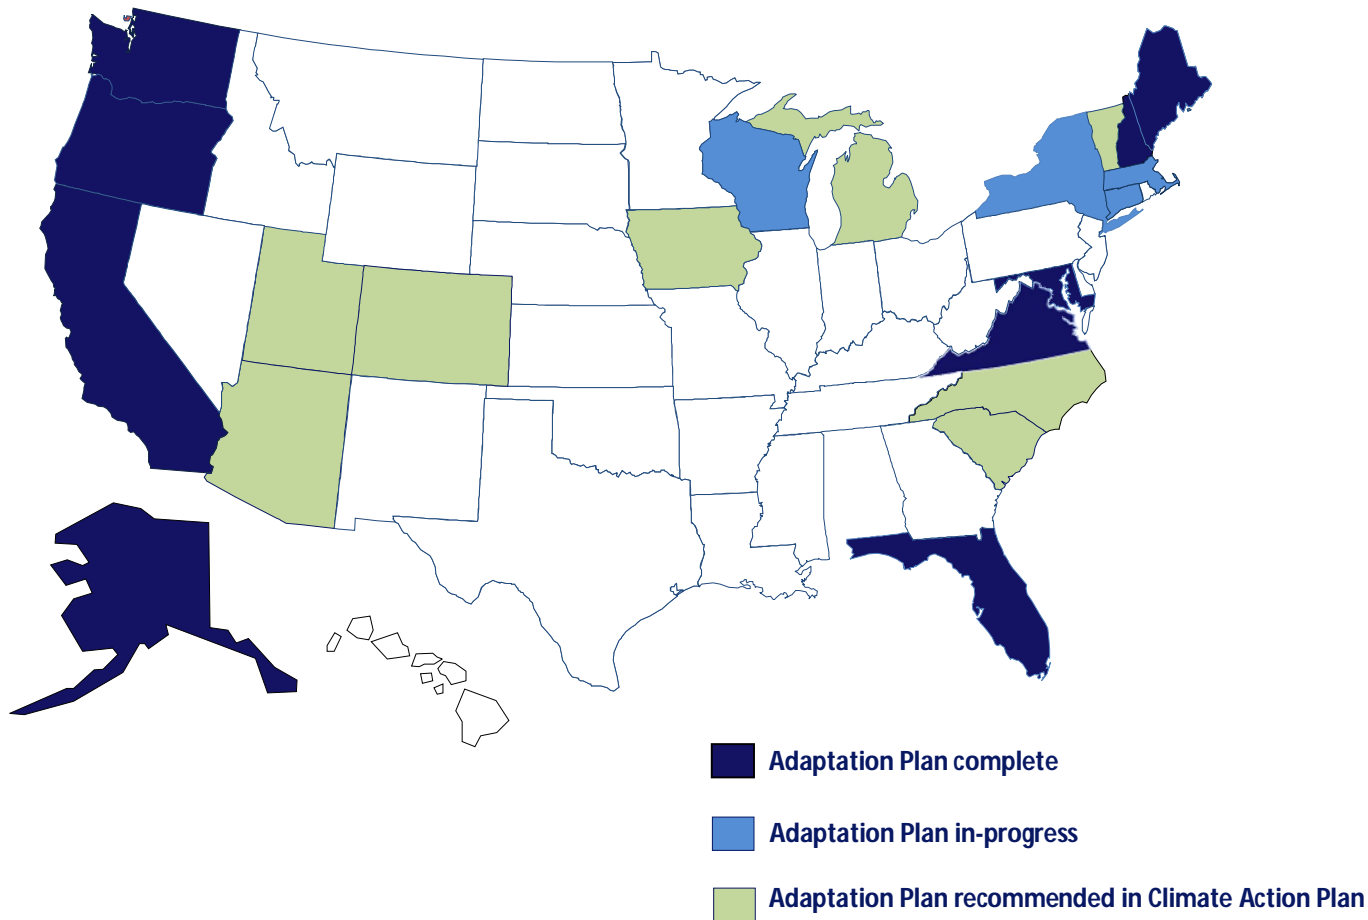 Adaptation Plan complete
Adaptation Plan in-progress
Adaptation Plan recommended in Climate Action Plan